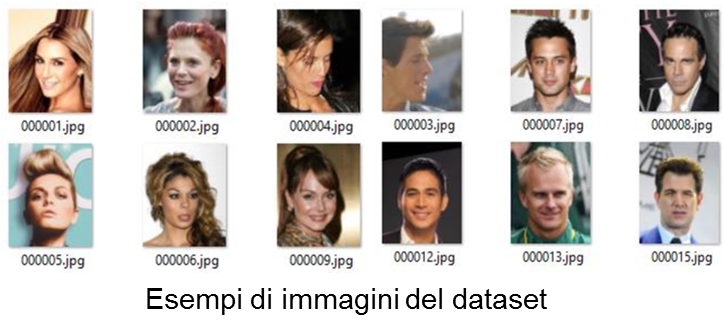 000001.jpg 000002.jpg 000004.jpg 000003.jpg 000007.jpg 000008.jpg
000005.jpg 000006.jpg 000009.jpg 000012.jpg 000013.jpg 000015.jpg
Esempi di immagini del dataset